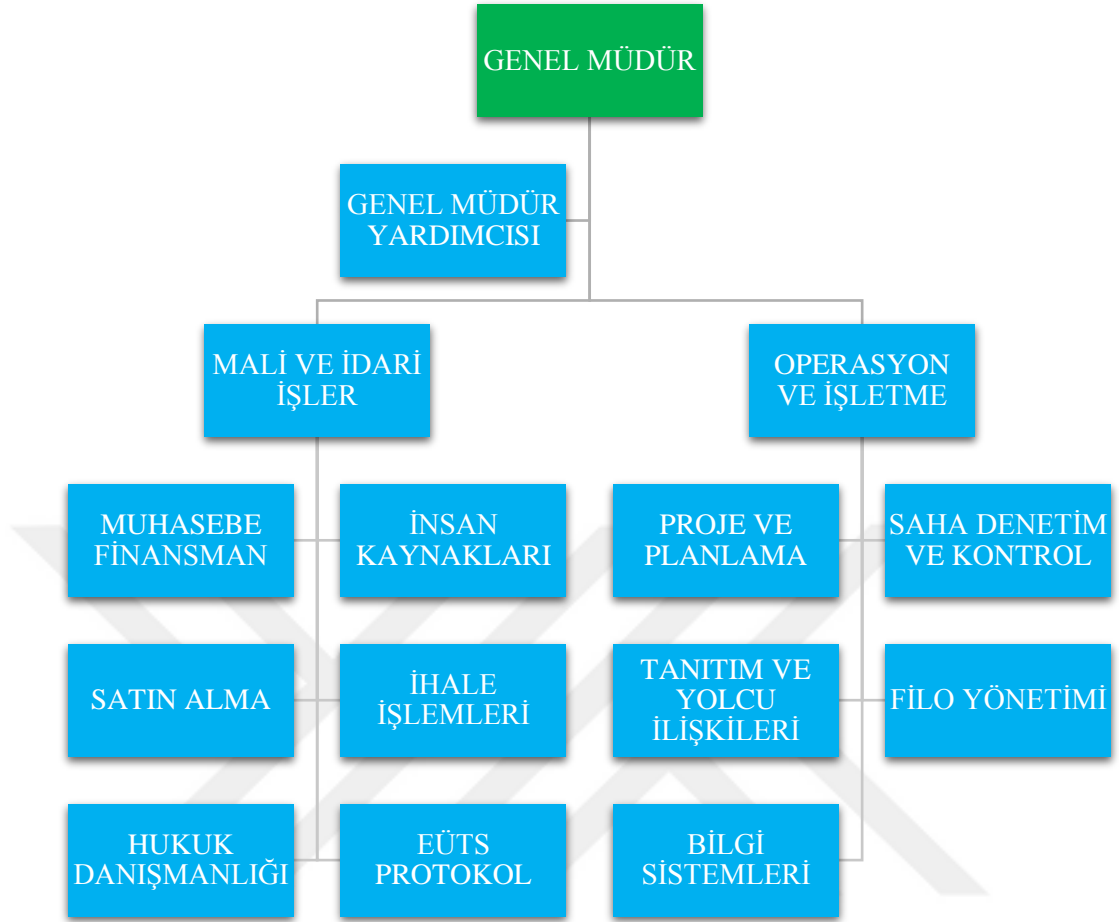 GENEL MÜDÜR
GENEL MÜDÜR
YARDIMCISI
MALİ VE İDARİ
İŞLER
OPERASYON
VE İŞLETME
MUHASEBE
FİNANSMAN
İNSAN
KAYNAKLARI
PROJE VE
PLANLAMA
SAHA DENETİM
VE KONTROL
SATIN ALMA
İHALE
İŞLEMLERİ
TANITIM VE
YOLCU
İLİŞKİLERİ
FİLO YÖNETİMİ
HUKUK
DANIŞMANLIĞI
EÜTS
PROTOKOL
BİLGİ
SİSTEMLERİ